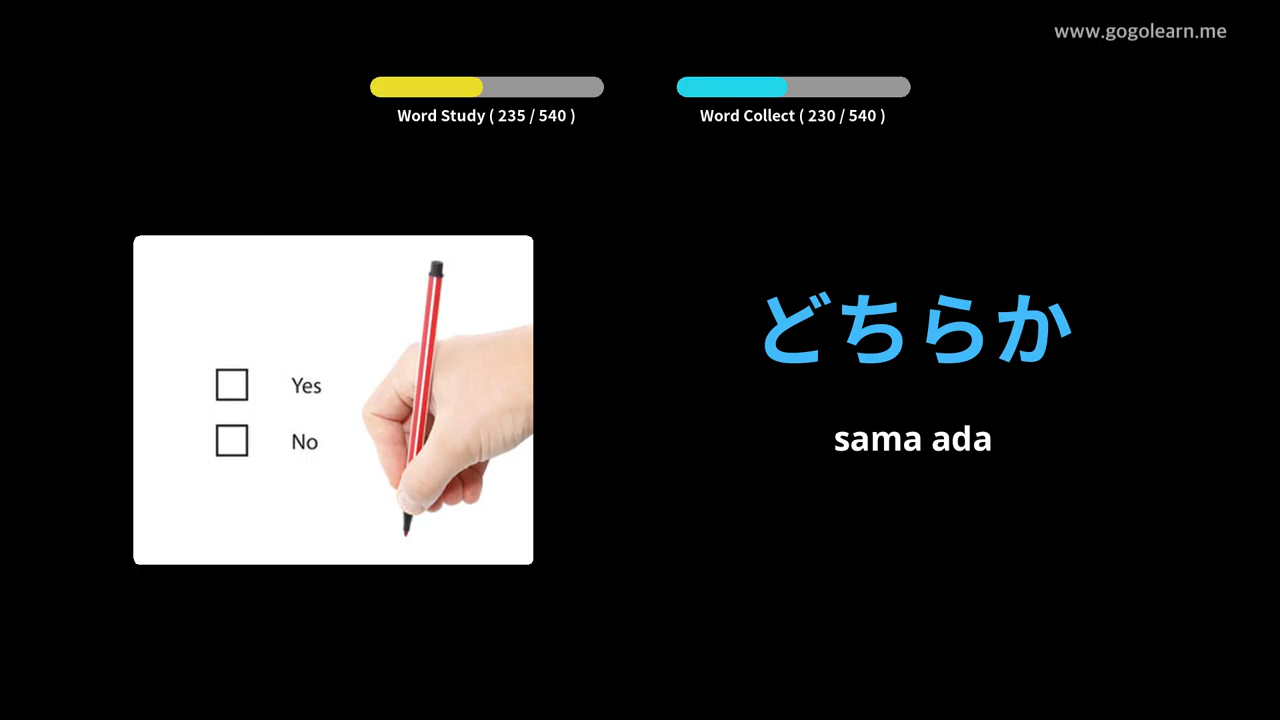 www.gogolearn.me
Word Study ( 235 / 540 )
Word Collect ( 230 / 540 )
Yes
No
どちらか
sama ada